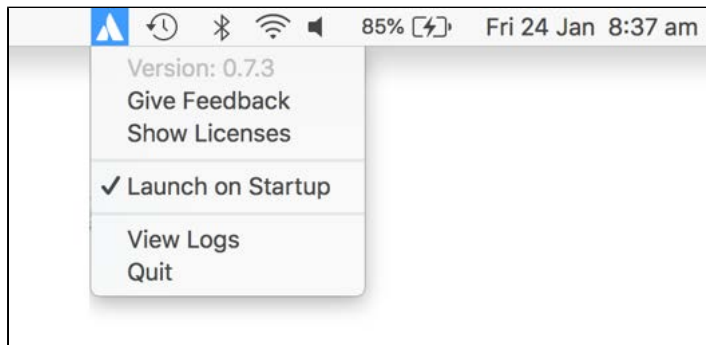 85% Fri 24 Jan 8:37 am
Version: 0.7.3
Give Feedback
Show Licenses
Launch on Startup
View Logs
Quit